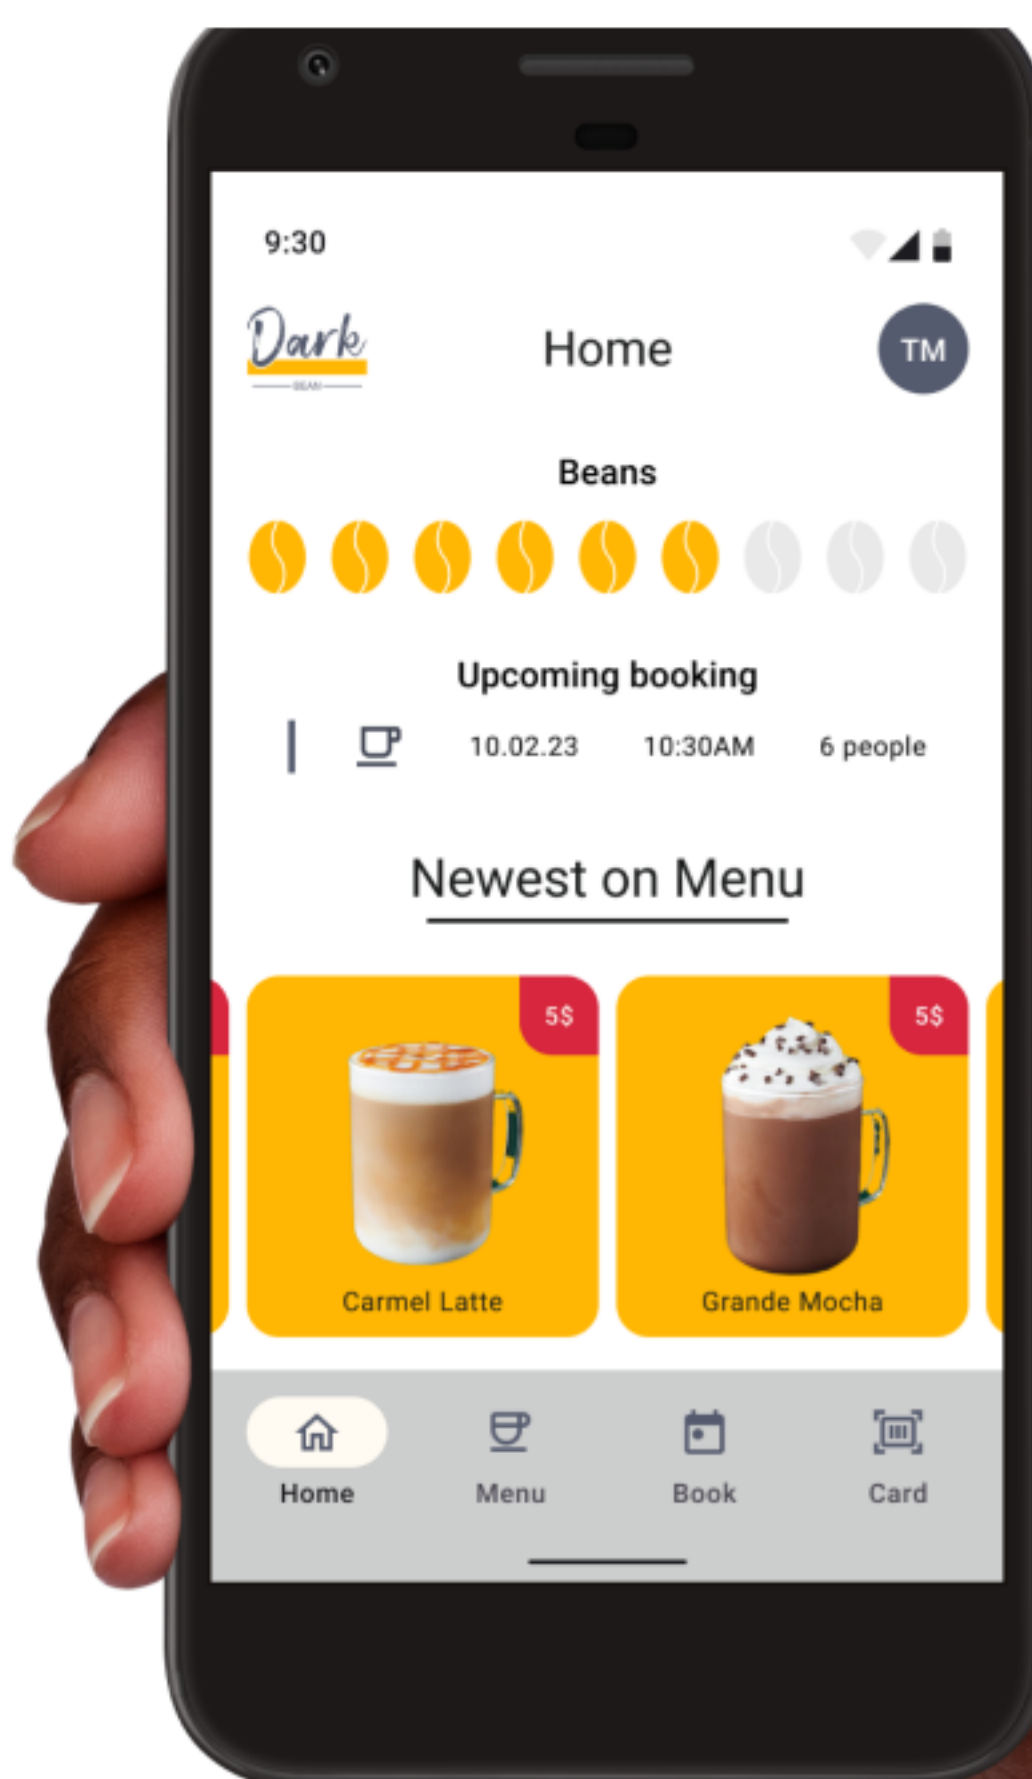 9:30
Dark
BEAN
Home
TM
Beans
Upcoming booking
10.02.23 10:30AM 6 people
Newest on Menu
5$ 5$
Carmel Latte Grande Mocha
Home Menu Book Card